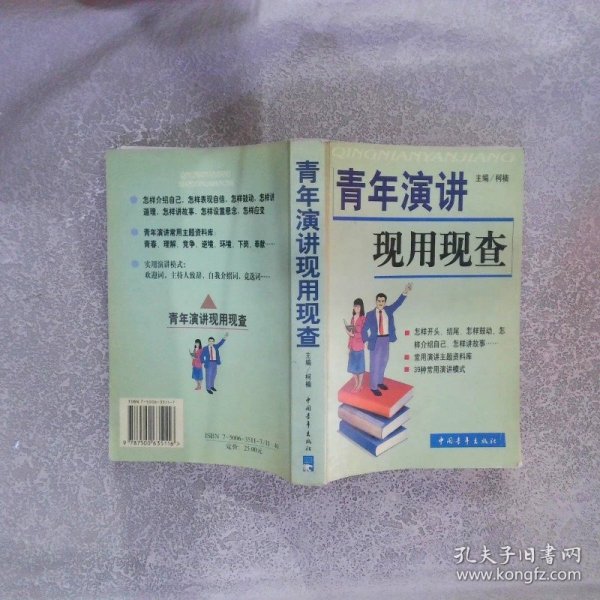 怎样介绍自己、怎样表现自信、怎样鼓动、怎样讲
道理、怎样讲故事、怎样设置悬念、怎样应变
青年演讲常用主题资料库:
青春、理解、竞争、逆境、环境、下岗、奉献……
实用演讲模式:
欢迎词、主持人致辞、自我介绍词、竞选词……
青年演讲现用现查
ISBN 7-5006-3511-7
9 787500 635116 >
定价 25.00元
青年演讲现用现查
主编/柯楠
中国青年出版社
QINGNIANYANJIANG
主编/柯楠
青年演讲
现用现查
怎样开头、结尾、怎样鼓动、怎
样介绍自己、怎样讲故事……
常用演讲主题资料库
39种常用演讲模式
中国青年出版社
孔夫子旧书网
www.kongfz.com